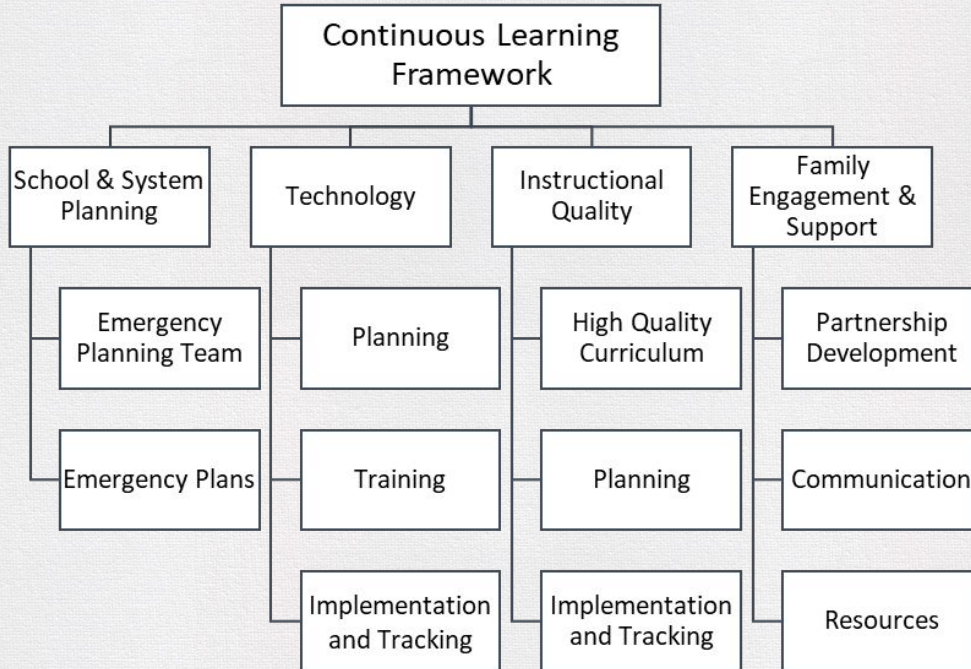 Continuous Learning
Framework
School & System
Planning
Technology
Instructional
Quality
Family
Engagement &
Support
Emergency
Planning Team
Planning
High Quality
Curriculum
Partnership
Development
Emergency Plans
Training
Planning
Communication
Implementation
and Tracking
Implementation
and Tracking
Resources